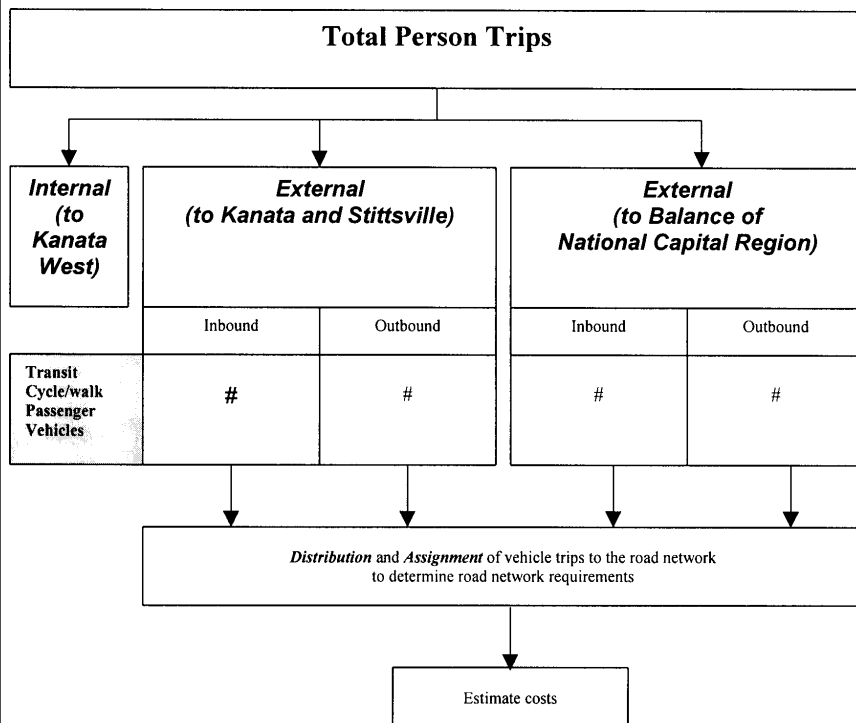 Total Person Trips
Internal
(to
Kanata
West)
External
(to Kanata and Stittsville)
External
(to Balance of
National Capital Region)
Inbound
Outbound
Inbound
Outbound
Transit
Cycle/walk
Passenger
Vehicles
#
#
#
#
Distribution and Assignment of vehicle trips to the road network
to determine road network requirements
Estimate costs